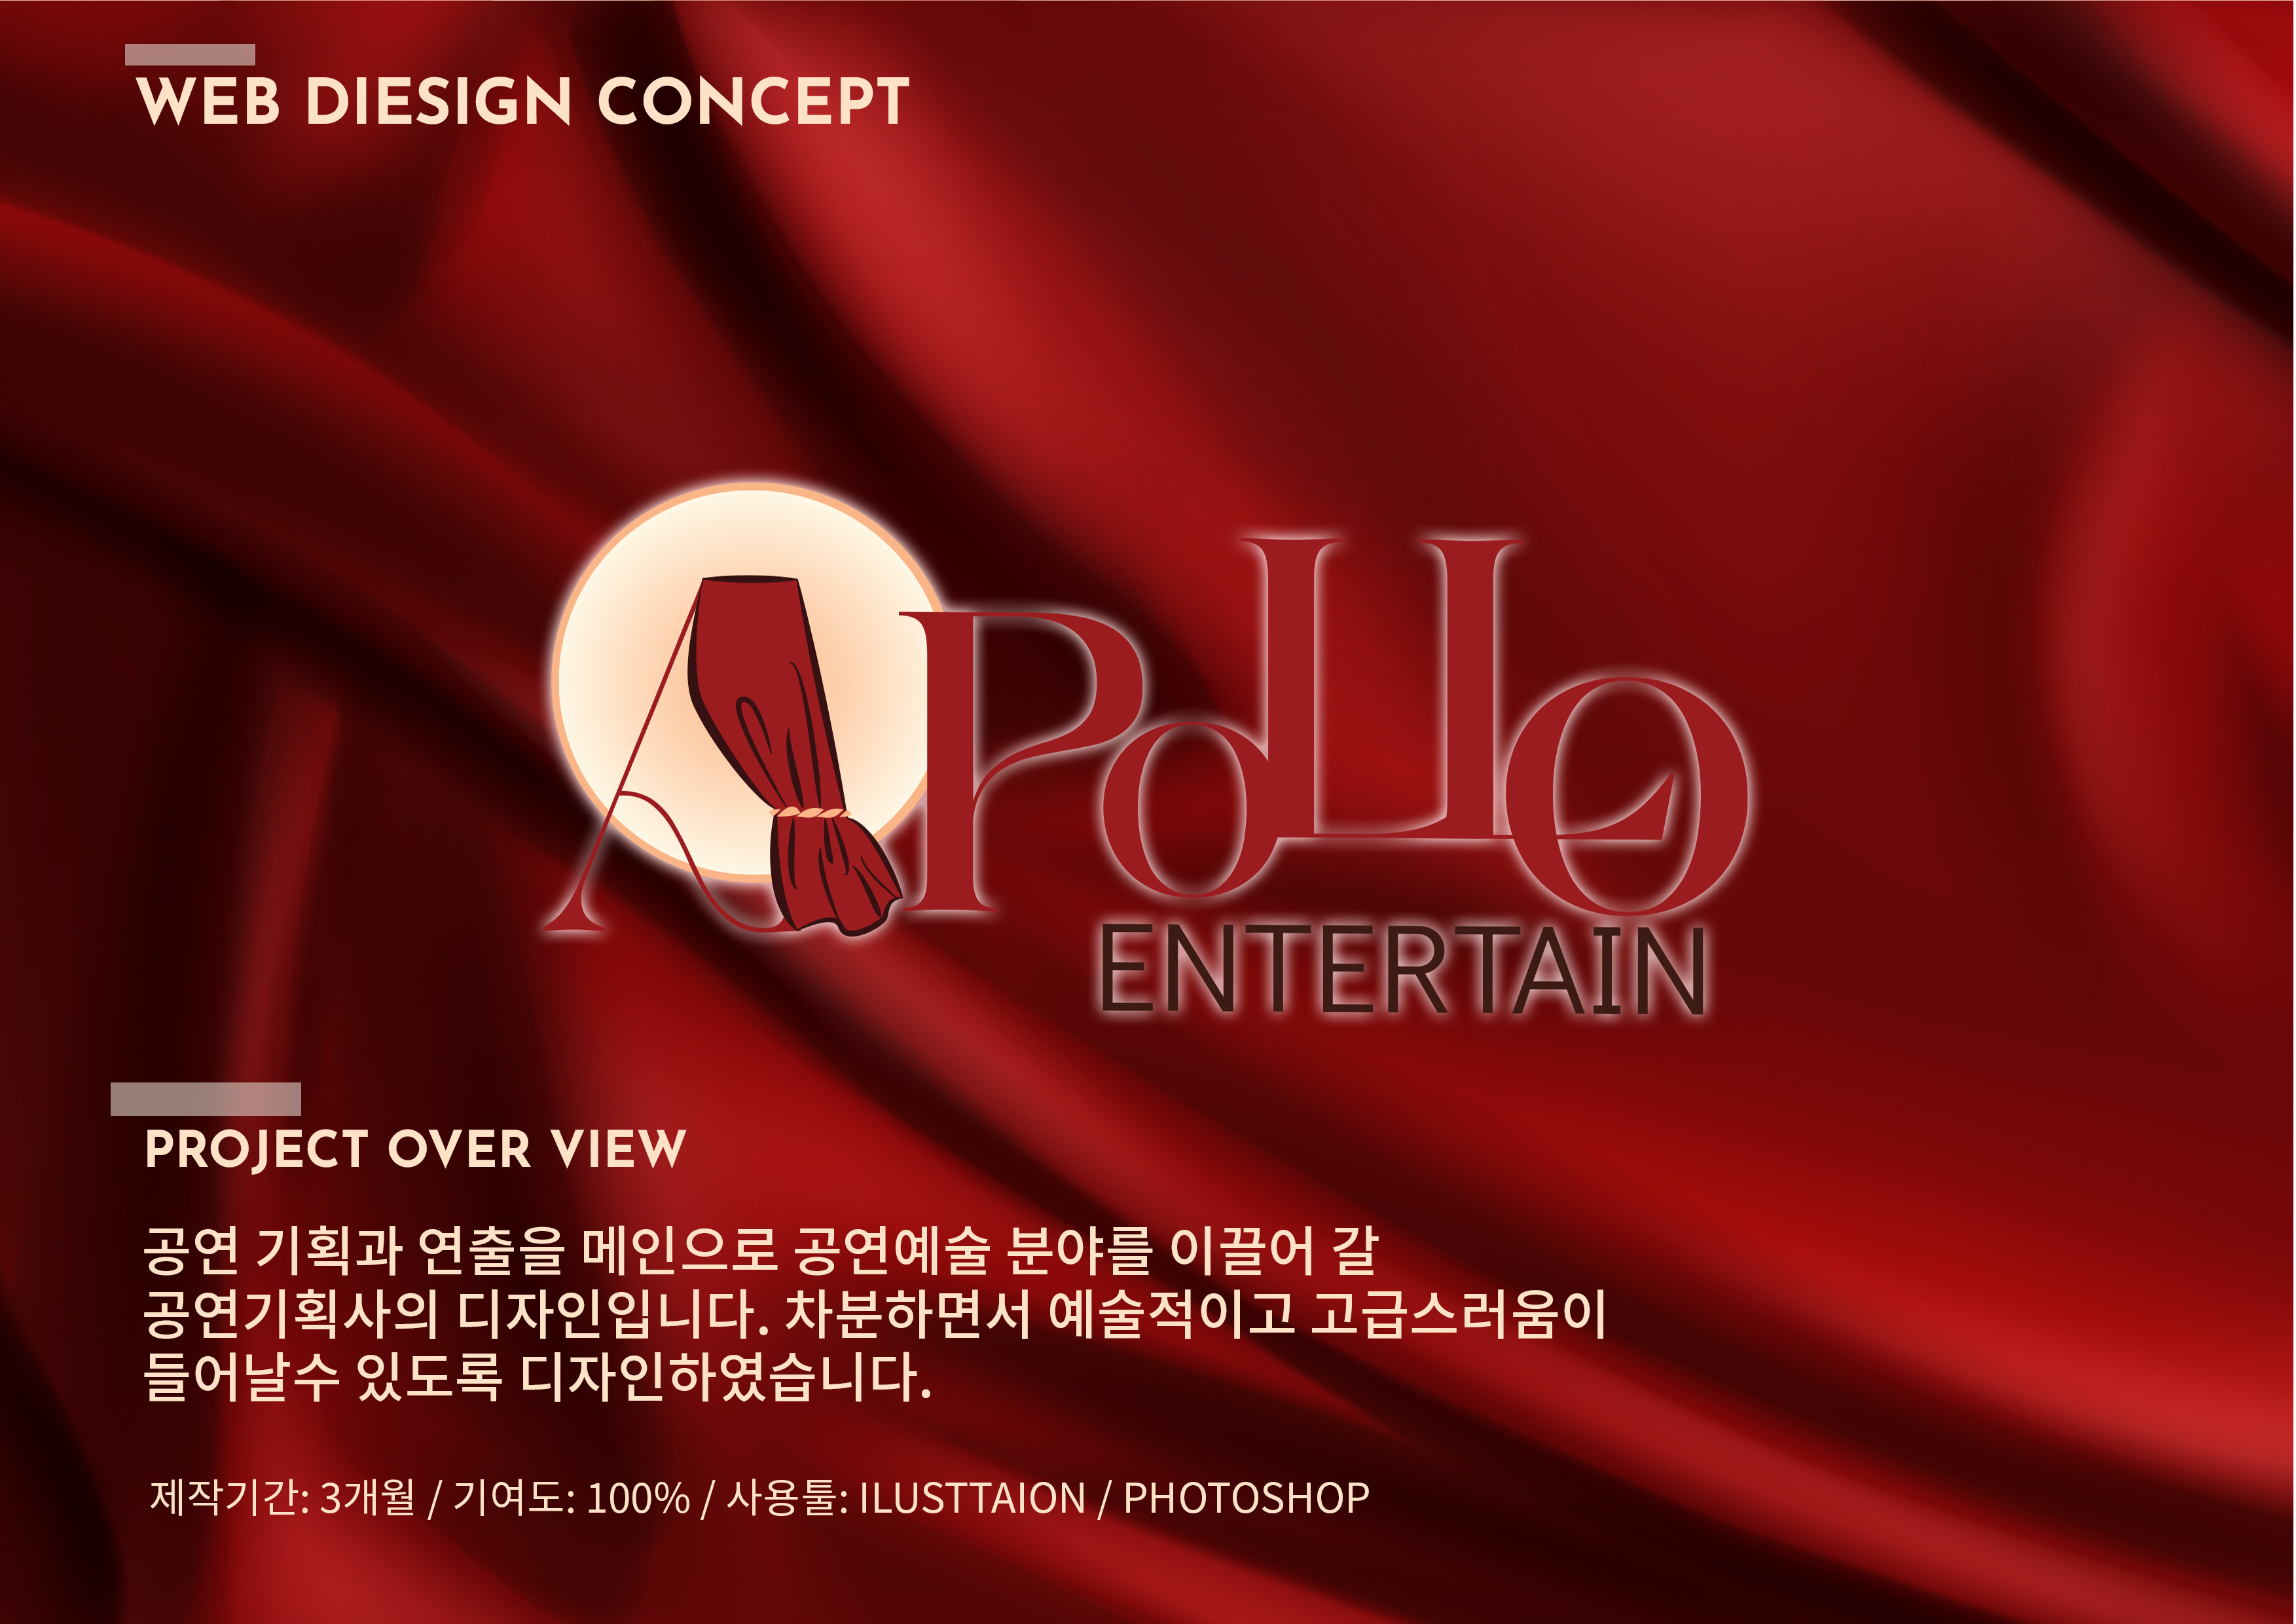 WEB DIESIGN CONCEPT
APOLLO
ENTERTAIN
PROJECT OVER VIEW
공연 기획과 연출을 메인으로 공연예술 분야를 이끌어 갈
공연기획사의 디자인입니다. 차분하면서 예술적이고 고급스러움이
들어날수 있도록 디자인하였습니다.
제작기간: 3개월 / 기여도: 100% / 사용툴: ILUSTTAION / PHOTOSHOP